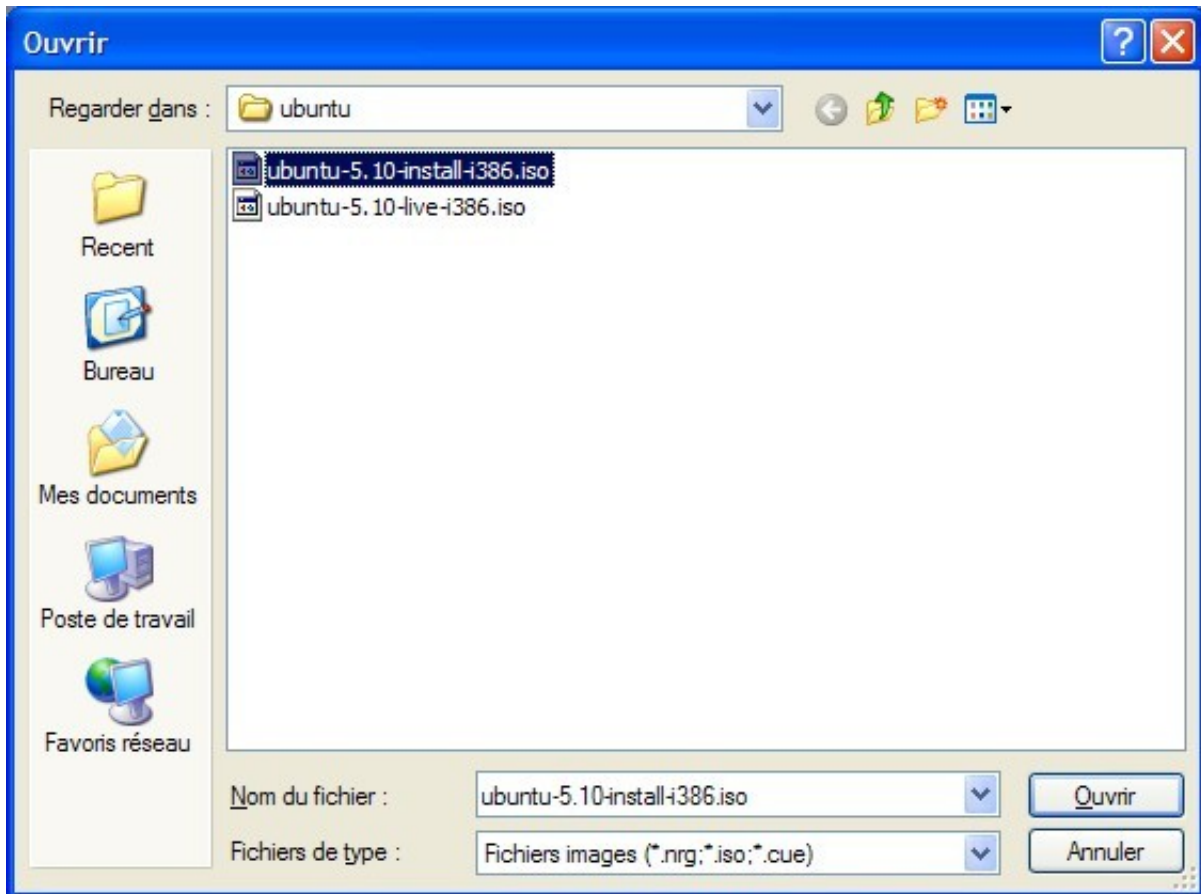 Ouvrir
Regarder dans :
ubuntu
ubuntu-5.10-install-i386.iso
ubuntu-5.10-live-i386.iso
Recent
Bureau
Mes documents
Poste de travail
Favoris réseau
Nom du fichier :
ubuntu-5.10-install-i386.iso
Ouvrir
Fichiers de type :
Fichiers images (*.nrg;*.iso;*.cue)
Annuler